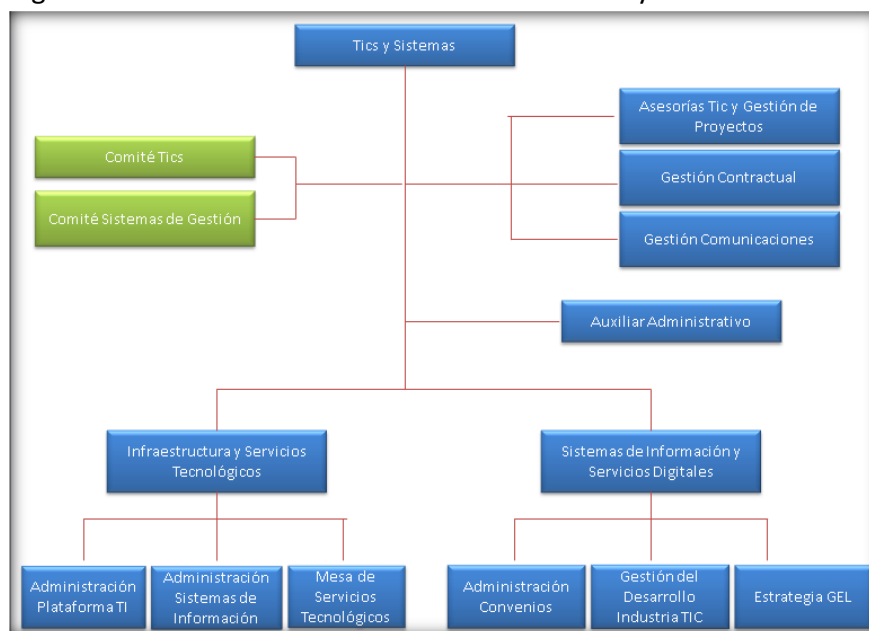 Tics y Sistemas
Asesorías Tic y Gestión de
Proyectos
Comité Tics
Gestión Contractual
Comité Sistemas de Gestión
Gestión Comunicaciones
Auxiliar Administrativo
Infraestructura y Servicios
Tecnológicos
Sistemas de Información y
Servicios Digitales
Administración
Plataforma TI
Administración
Sistemas de
Información
Mesa de
Servicios
Tecnológicos
Administración
Convenios
Gestión del
Desarrollo
Industria TIC
Estrategia GEL